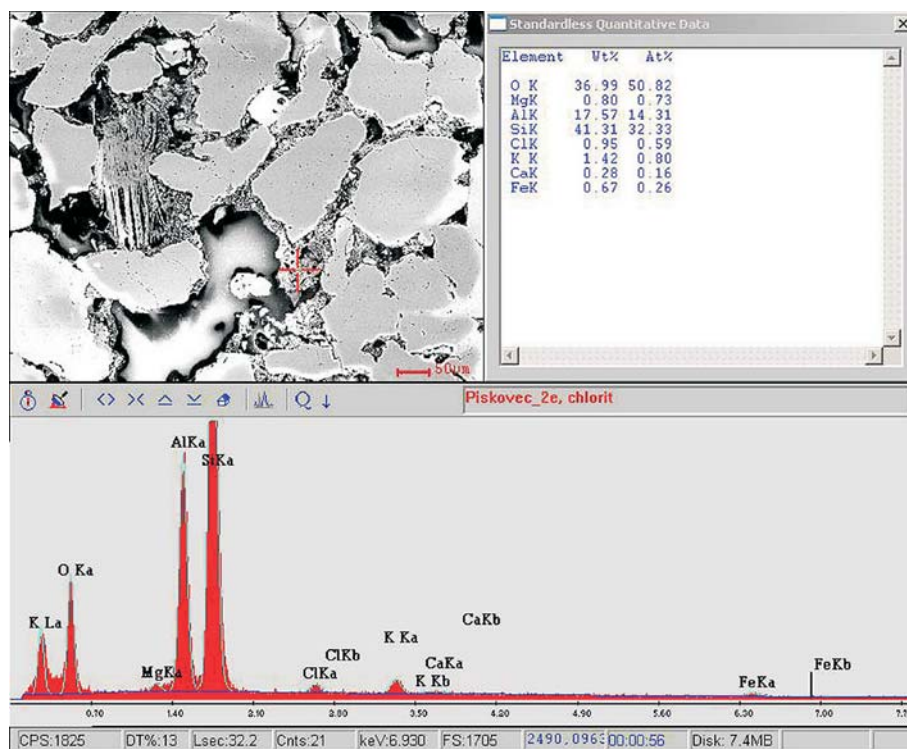 Standardless Quantitative Data
Element Wt% At%
O K 36.99 50.82
MgK 0.80 0.73
AlK 17.57 14.31
SiK 41.31 32.33
ClK 0.95 0.59
K K 1.42 0.80
CaK 0.28 0.16
FeK 0.67 0.26
50µm
Piskovec_2e, chlorit
AlKa
SiKa
O Ka
K La
MgKa
ClKa
ClKb
K Ka
K Kb
CaKa
CaKb
FeKa
FeKb
0.70 1.40 2.10 2.80 3.50 4.20 4.90 5.60 6.30 7.00
CPS:1825 DT%:13 Lsec:32.2 Cnts:21 keV:6.930 FS:1705 2490,0963 00:00:56 Disk: 7.4MB